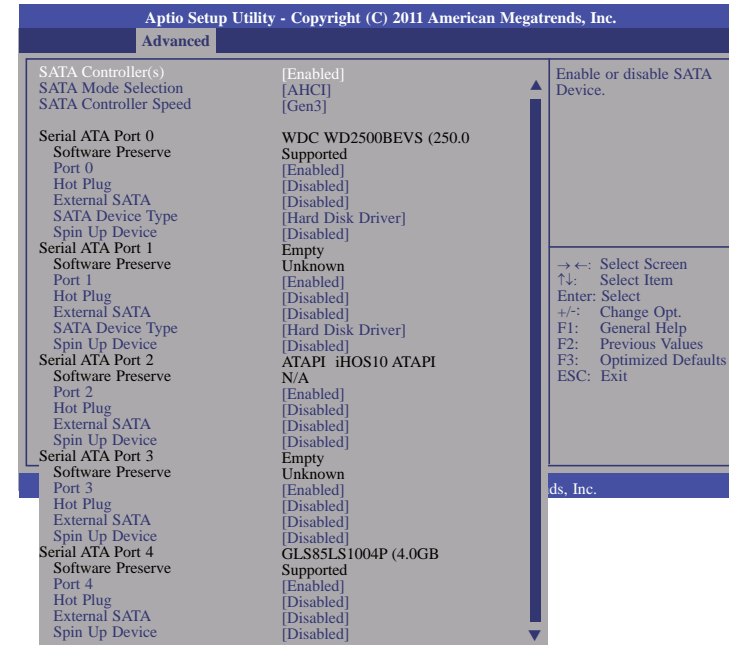 Aptio Setup Utility - Copyright (C) 2011 American Megatrends, Inc.
Advanced
SATA Controller(s) [Enabled]
SATA Mode Selection [AHCI]
SATA Controller Speed [Gen3]
Serial ATA Port 0 WDC WD2500BEVS (250.0
Software Preserve Supported
Port 0 [Enabled]
Hot Plug [Disabled]
External SATA [Disabled]
SATA Device Type [Hard Disk Driver]
Spin Up Device [Disabled]
Serial ATA Port 1 Empty
Software Preserve Unknown
Port 1 [Enabled]
Hot Plug [Disabled]
External SATA [Disabled]
SATA Device Type [Hard Disk Driver]
Spin Up Device [Disabled]
Serial ATA Port 2 ATAPI iHOS10 ATAPI
Software Preserve N/A
Port 2 [Enabled]
Hot Plug [Disabled]
External SATA [Disabled]
Spin Up Device [Disabled]
Serial ATA Port 3 Empty
Software Preserve Unknown
Port 3 [Enabled]
Hot Plug [Disabled]
External SATA [Disabled]
Spin Up Device [Disabled]
Serial ATA Port 4 GLS85LS1004P (4.0GB
Software Preserve Supported
Port 4 [Enabled]
Hot Plug [Disabled]
External SATA [Disabled]
Spin Up Device [Disabled]
Enable or disable SATA
Device.
→←: Select Screen
↑↓: Select Item
Enter: Select
+/-: Change Opt.
F1: General Help
F2: Previous Values
F3: Optimized Defaults
ESC: Exit
ds, Inc.